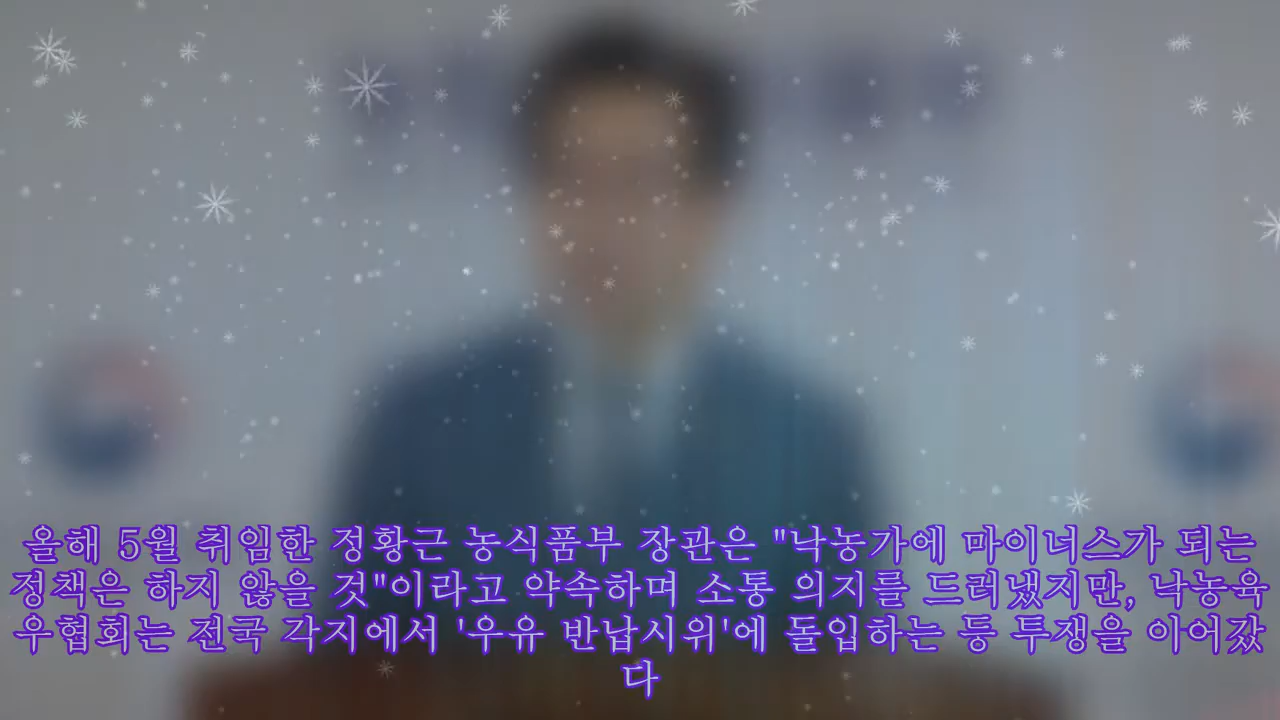 올해 5월 취임한 정황근 농식품부 장관은 "낙농가에 마이너스가 되는
정책은 하지 않을 것"이라고 약속하며 소통 의지를 드러냈지만, 낙농육
우협회는 전국 각지에서 '우유 반납시위'에 돌입하는 등 투쟁을 이어갔
다